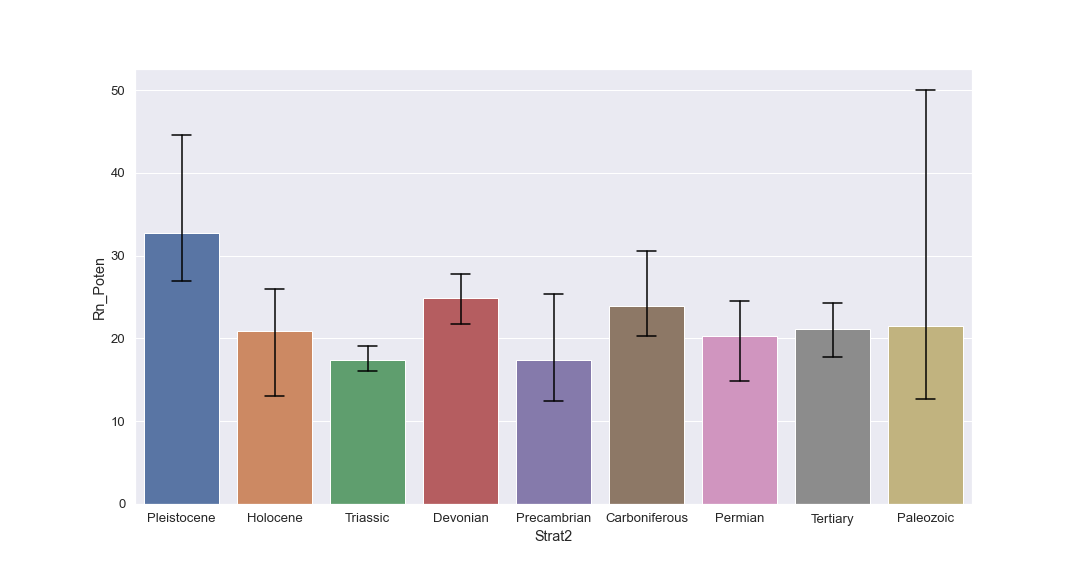 50
40
30
20
10
0
Rn_Poten
Pleistocene Holocene Triassic Devonian Precambrian Carboniferous Permian Tertiary Paleozoic
Strat2